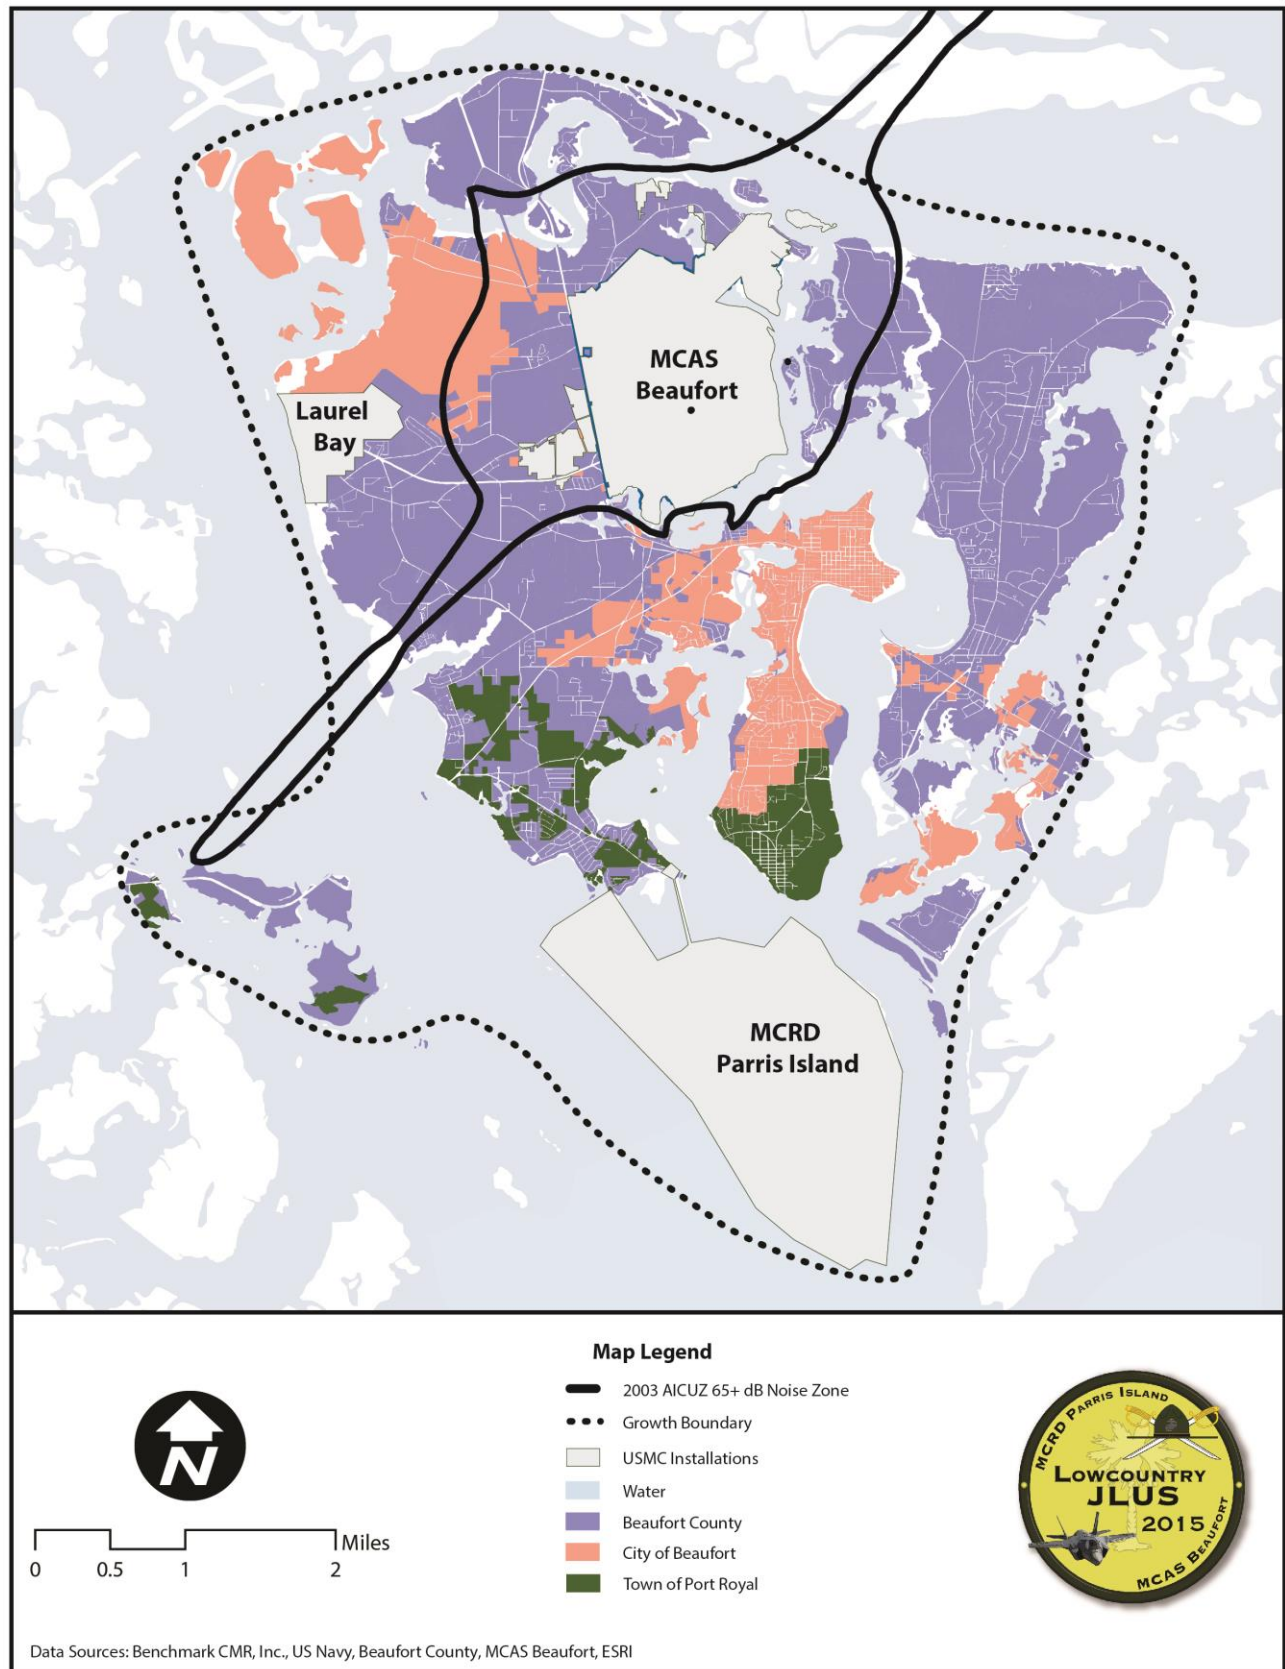 MCAS
Beaufort
Laurel
Bay
MCRD
Parris Island
Map Legend
2003 AICUZ 65+ dB Noise Zone
Growth Boundary
USMC Installations
Water
Beaufort County
City of Beaufort
Town of Port Royal
N
Miles
0 0.5 1 2
MCRD PARRIS ISLAND
LOWCOUNTRY
JLUS
2015
MCAS BEAUFORT
Data Sources: Benchmark CMR, Inc., US Navy, Beaufort County, MCAS Beaufort, ESRI